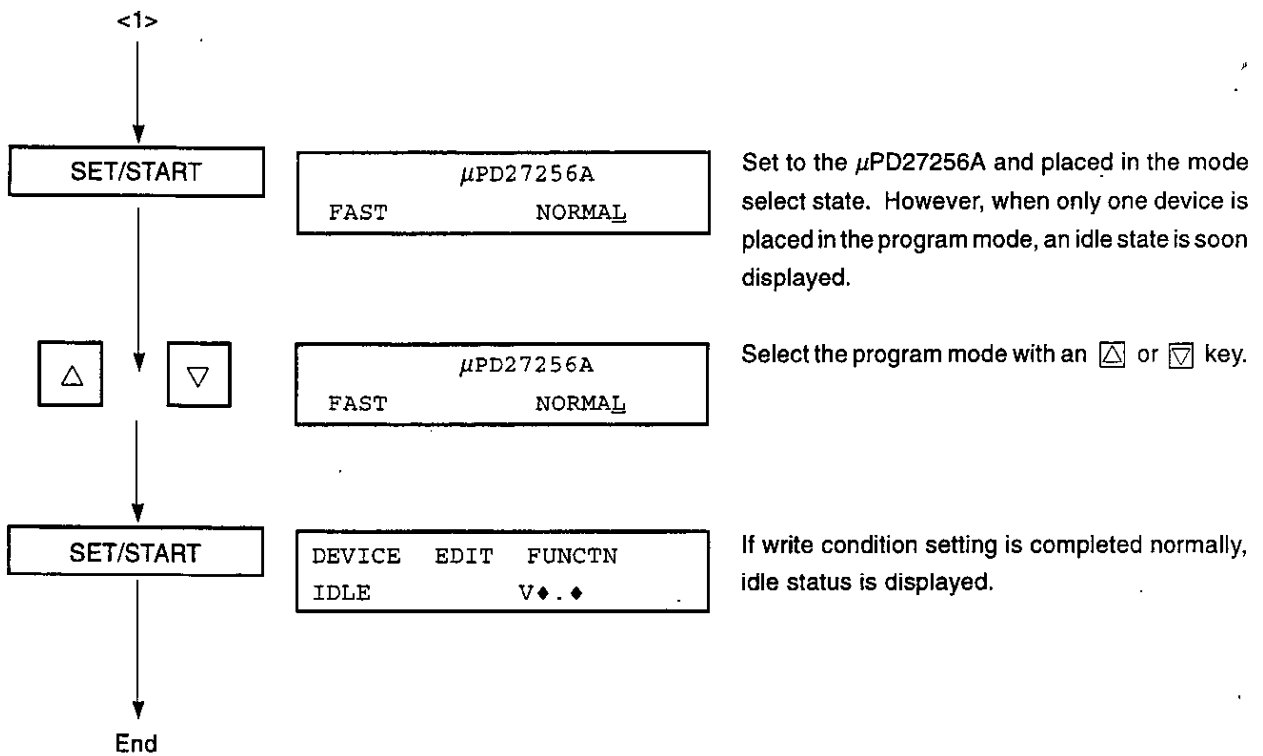 <1>
SET/START
μPD27256A
FAST NORMAL
Set to the μPD27256A and placed in the mode
select state. However, when only one device is
placed in the program mode, an idle state is soon
displayed.
△ ▽
μPD27256A
FAST NORMAL
Select the program mode with an △ or ▽ key.
SET/START
DEVICE EDIT FUNCTN
IDLE V♦.♦
If write condition setting is completed normally,
idle status is displayed.
End